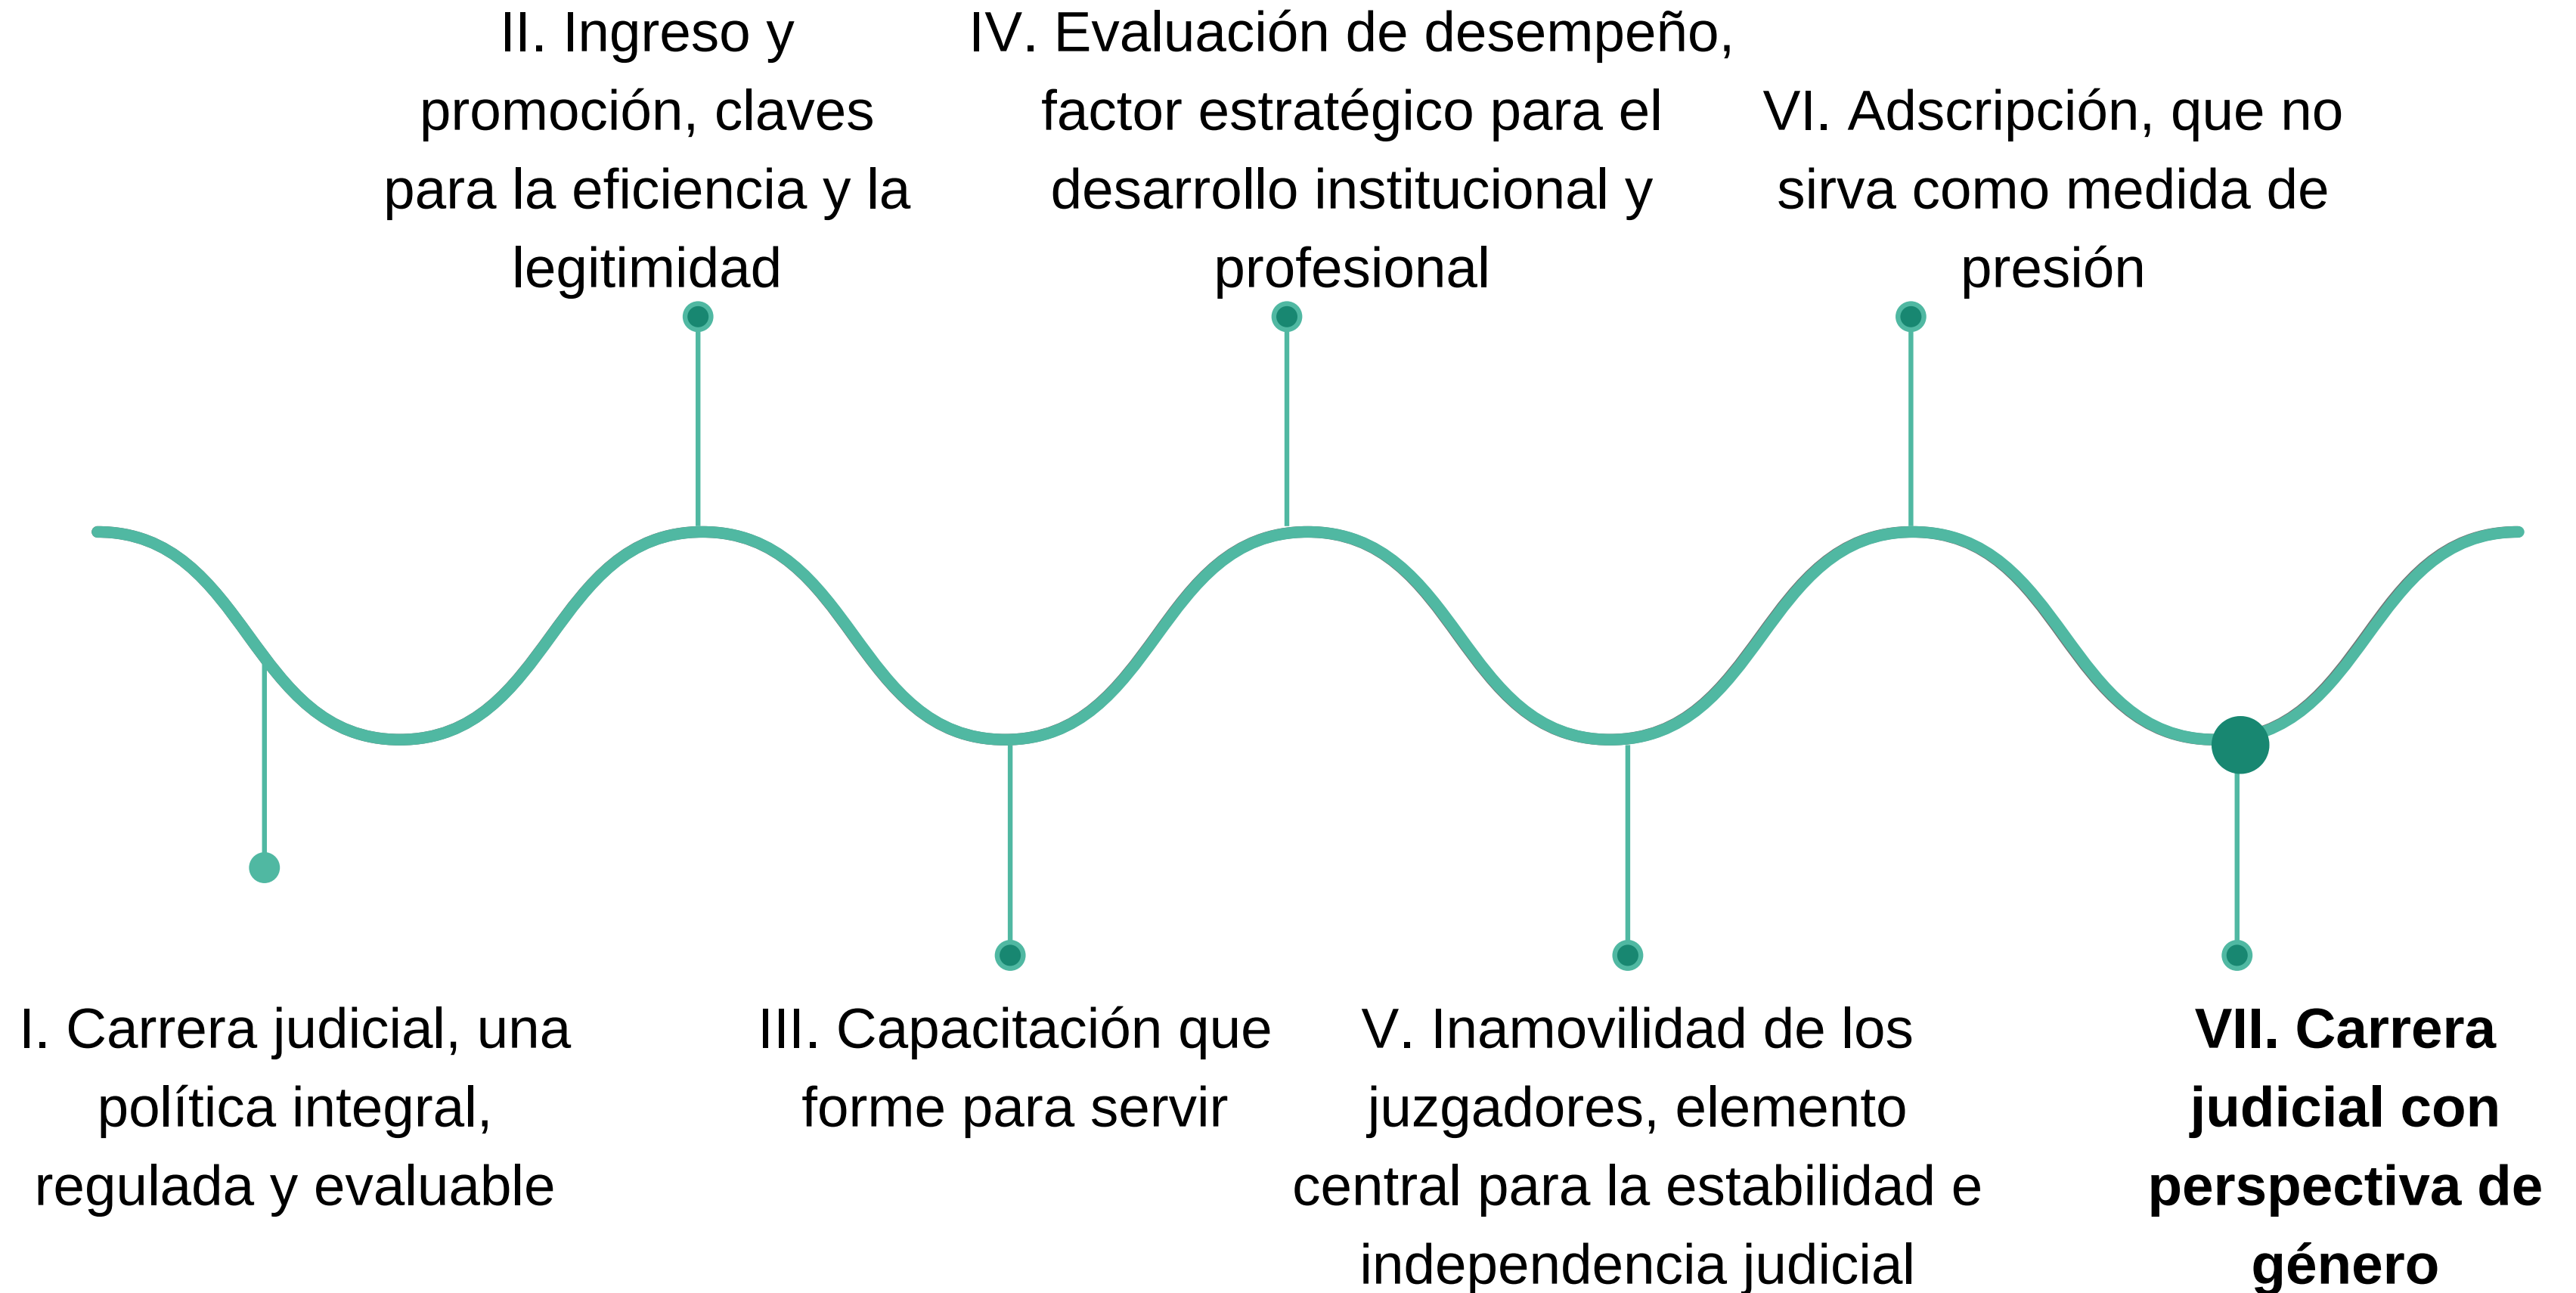 II. Ingreso y
promoción, claves
para la eficiencia y la
legitimidad
IV. Evaluación de desempeño,
factor estratégico para el
desarrollo institucional y
profesional
VI. Adscripción, que no
sirva como medida de
presión
I. Carrera judicial, una
política integral,
regulada y evaluable
III. Capacitación que
forme para servir
V. Inamovilidad de los
juzgadores, elemento
central para la estabilidad e
independencia judicial
VII. Carrera
judicial con
perspectiva de
género